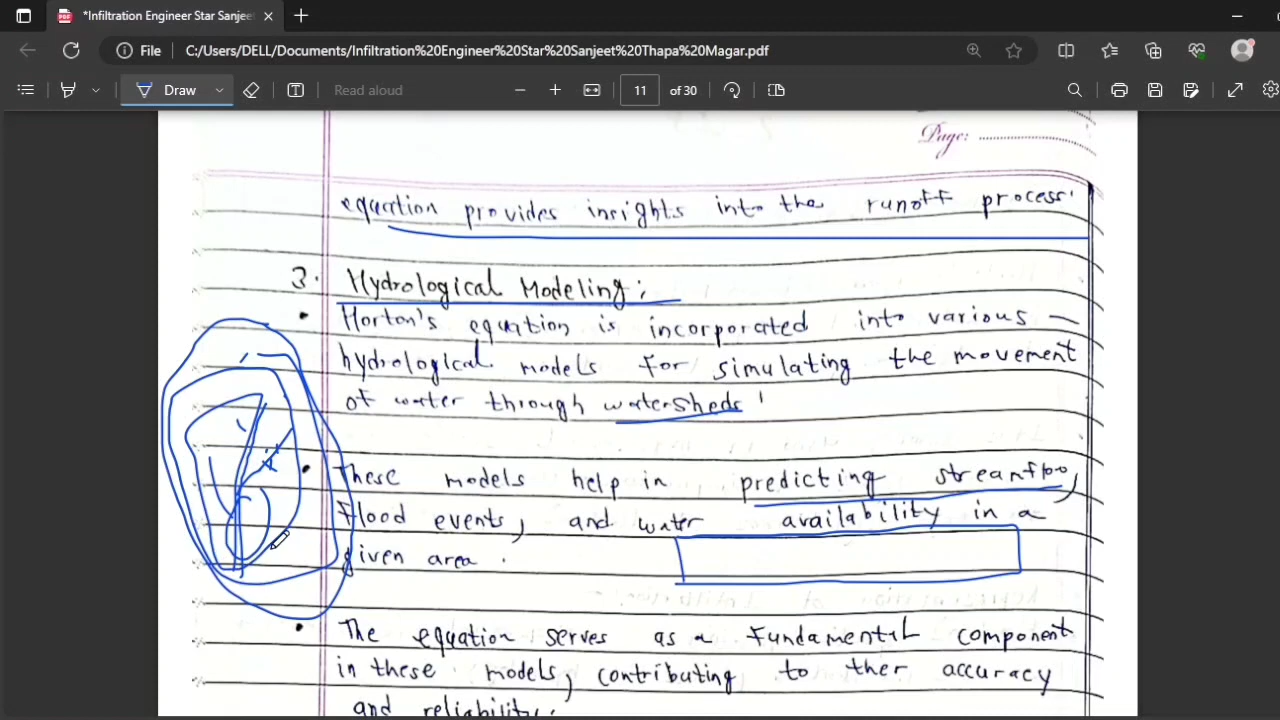 *Infiltration Engineer Star Sanjee
File
C:/Users/DELL/Documents/Infiltration%20Engineer%20Star%20Sanjeet%20Thapa%20Magar.pdf
Draw
Read aloud
11 of 30
Page:
equation provides insights into the runoff process.
3. Hydrological Modeling:
• Horton's equation is incorporated into various
hydrological models for simulating the movement
of water through watersheds.
• These models help in predicting streamflow,
flood events, and water availability in a
given area.
• The equation serves as a Fundamental component
in these models, contributing to ther accuracy
and reliability.